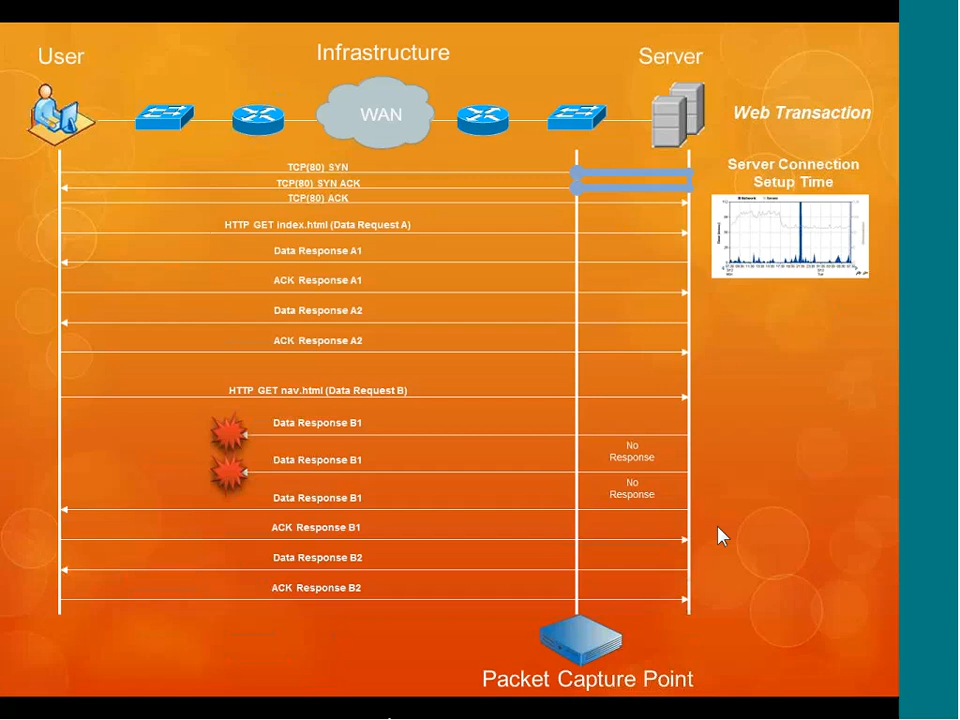 User
Infrastructure
Server
WAN
Web Transaction
TCP(80) SYN
TCP(80) SYN ACK
TCP(80) ACK
Server Connection
Setup Time
HTTP GET index.html (Data Request A)
Data Response A1
ACK Response A1
Data Response A2
ACK Response A2
HTTP GET nav.html (Data Request B)
Data Response B1
No
Response
Data Response B1
No
Response
Data Response B1
ACK Response B1
Data Response B2
ACK Response B2
Packet Capture Point